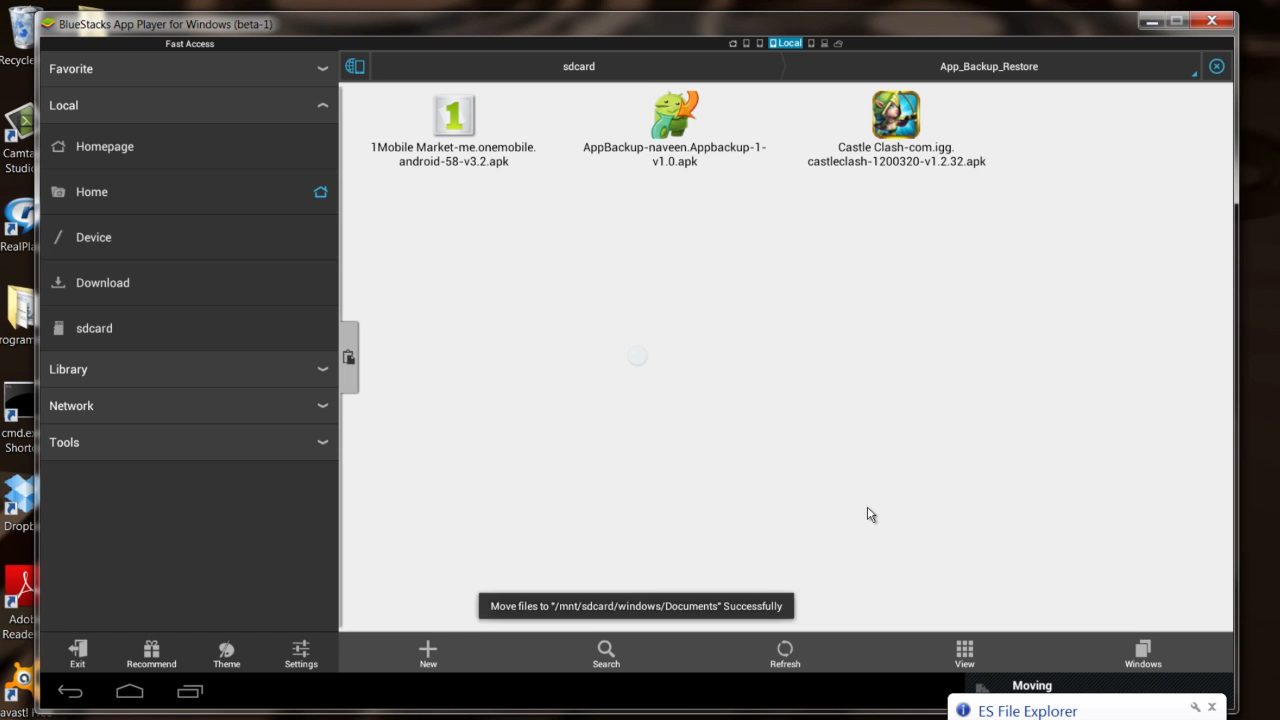 BlueStacks App Player for Windows (beta-1)
Fast Access
Local
Favorite
sdcard
App_Backup_Restore
Local
Homepage
Home
Device
Download
sdcard
Library
Network
Tools
1
1Mobile Market-me.onemobile.
android-58-v3.2.apk
AppBackup-naveen.Appbackup-1-
v1.0.apk
Castle Clash-com.igg.
castleclash-1200320-v1.2.32.apk
Move files to "/mnt/sdcard/windows/Documents" Successfully
Exit
Recommend
Theme
Settings
New
Search
Refresh
View
Windows
Moving
ES File Explorer
Recycle
Camta
Studio
RealPla
rogram
cmd.ex
Shortc
Dropb
Adob
Reade
avast! Fre